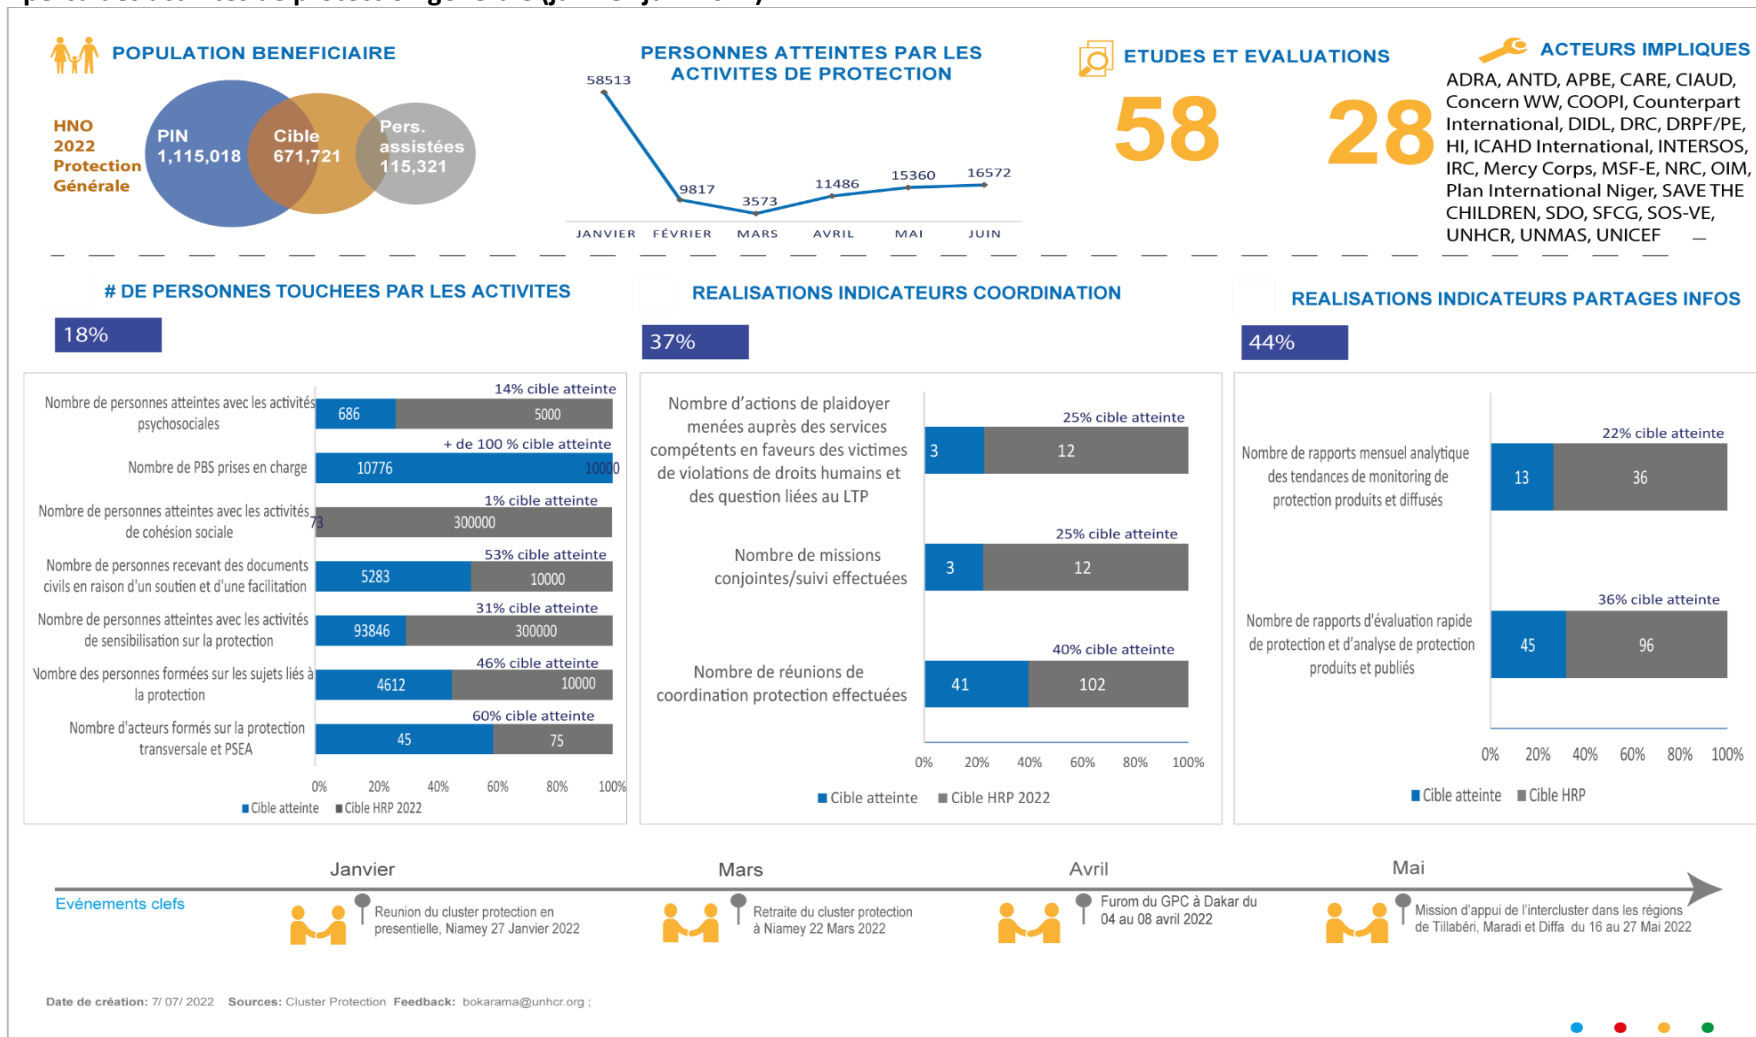 POPULATION BENEFICIAIRE
HNO
2022
Protection
Générale
PIN
1,115,018
Cible
671,721
Pers.
assistées
115,321
PERSONNES ATTEINTES PAR LES
ACTIVITES DE PROTECTION
58513
9817
3573
11486
15360
16572
JANVIER FÉVRIER MARS AVRIL MAI JUIN
ETUDES ET EVALUATIONS
58
28
ACTEURS IMPLIQUES
ADRA, ANTD, APBE, CARE, CIAUD,
Concern WW, COOPI, Counterpart
International, DIDL, DRC, DRPF/PE,
HI, ICAHD International, INTERSOS,
IRC, Mercy Corps, MSF-E, NRC, OIM,
Plan International Niger, SAVE THE
CHILDREN, SDO, SFCG, SOS-VE,
UNHCR, UNMAS, UNICEF
# DE PERSONNES TOUCHEES PAR LES ACTIVITES
18%
14% cible atteinte
Nombre de personnes atteintes avec les activités
psychosociales
686 5000
+ de 100 % cible atteinte
Nombre de PBS prises en charge
10776 10000
1% cible atteinte
Nombre de personnes atteintes avec les activités
de cohésion sociale
73 300000
53% cible atteinte
Nombre de personnes recevant des documents
civils en raison d'un soutien et d'une facilitation
5283 10000
31% cible atteinte
Nombre de personnes atteintes avec les activités
de sensibilisation sur la protection
93846 300000
46% cible atteinte
Nombre des personnes formées sur les sujets liés à
la protection
4612 10000
60% cible atteinte
Nombre d'acteurs formés sur la protection
transversale et PSEA
45 75
0% 20% 40% 60% 80% 100%
Cible atteinte Cible HRP 2022
REALISATIONS INDICATEURS COORDINATION
37%
Nombre d'actions de plaidoyer
menées auprès des services
compétents en faveurs des victimes
de violations de droits humains et
des question liées au LTP
25% cible atteinte
3 12
Nombre de missions
conjointes/suivi effectuées
25% cible atteinte
3 12
Nombre de réunions de
coordination protection effectuées
40% cible atteinte
41 102
0% 20% 40% 60% 80% 100%
Cible atteinte Cible HRP 2022
REALISATIONS INDICATEURS PARTAGES INFOS
44%
22% cible atteinte
Nombre de rapports mensuel analytique
des tendances de monitoring de
protection produits et diffusés
13 36
36% cible atteinte
Nombre de rapports d'évaluation rapide
de protection et d'analyse de protection
produits et publiés
45 96
0% 20% 40% 60% 80% 100%
Cible atteinte Cible HRP
Evénements clefs
Janvier
Reunion du cluster protection en
presentielle, Niamey 27 Janvier 2022
Mars
Retraite du cluster protection
à Niamey 22 Mars 2022
Avril
Furom du GPC à Dakar du
04 au 08 avril 2022
Mai
Mission d'appui de l'intercluster dans les régions
de Tillabéri, Maradi et Diffa du 16 au 27 Mai 2022
Date de création: 7/ 07/ 2022 Sources: Cluster Protection Feedback: bokarama@unhcr.org ;